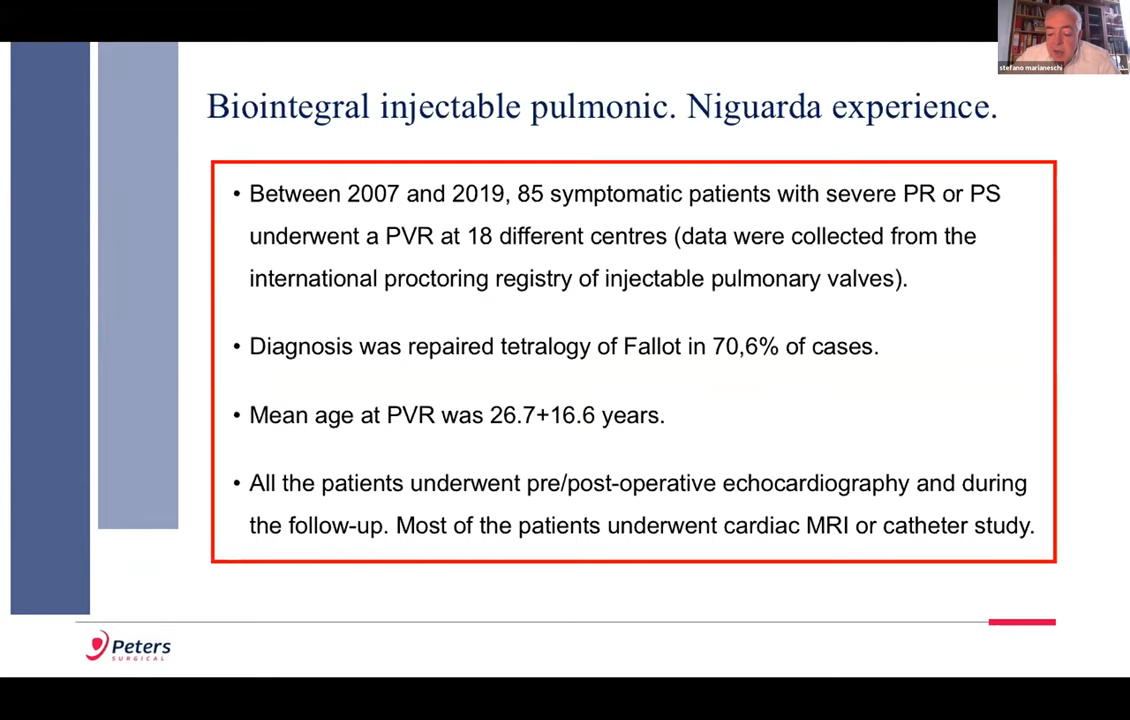 stefano marianeschi
Biointegral injectable pulmonic. Niguarda experience.
• Between 2007 and 2019, 85 symptomatic patients with severe PR or PS
underwent a PVR at 18 different centres (data were collected from the
international proctoring registry of injectable pulmonary valves).
• Diagnosis was repaired tetralogy of Fallot in 70,6% of cases.
• Mean age at PVR was 26.7+16.6 years.
• All the patients underwent pre/post-operative echocardiography and during
the follow-up. Most of the patients underwent cardiac MRI or catheter study.
Peters
SURGICAL